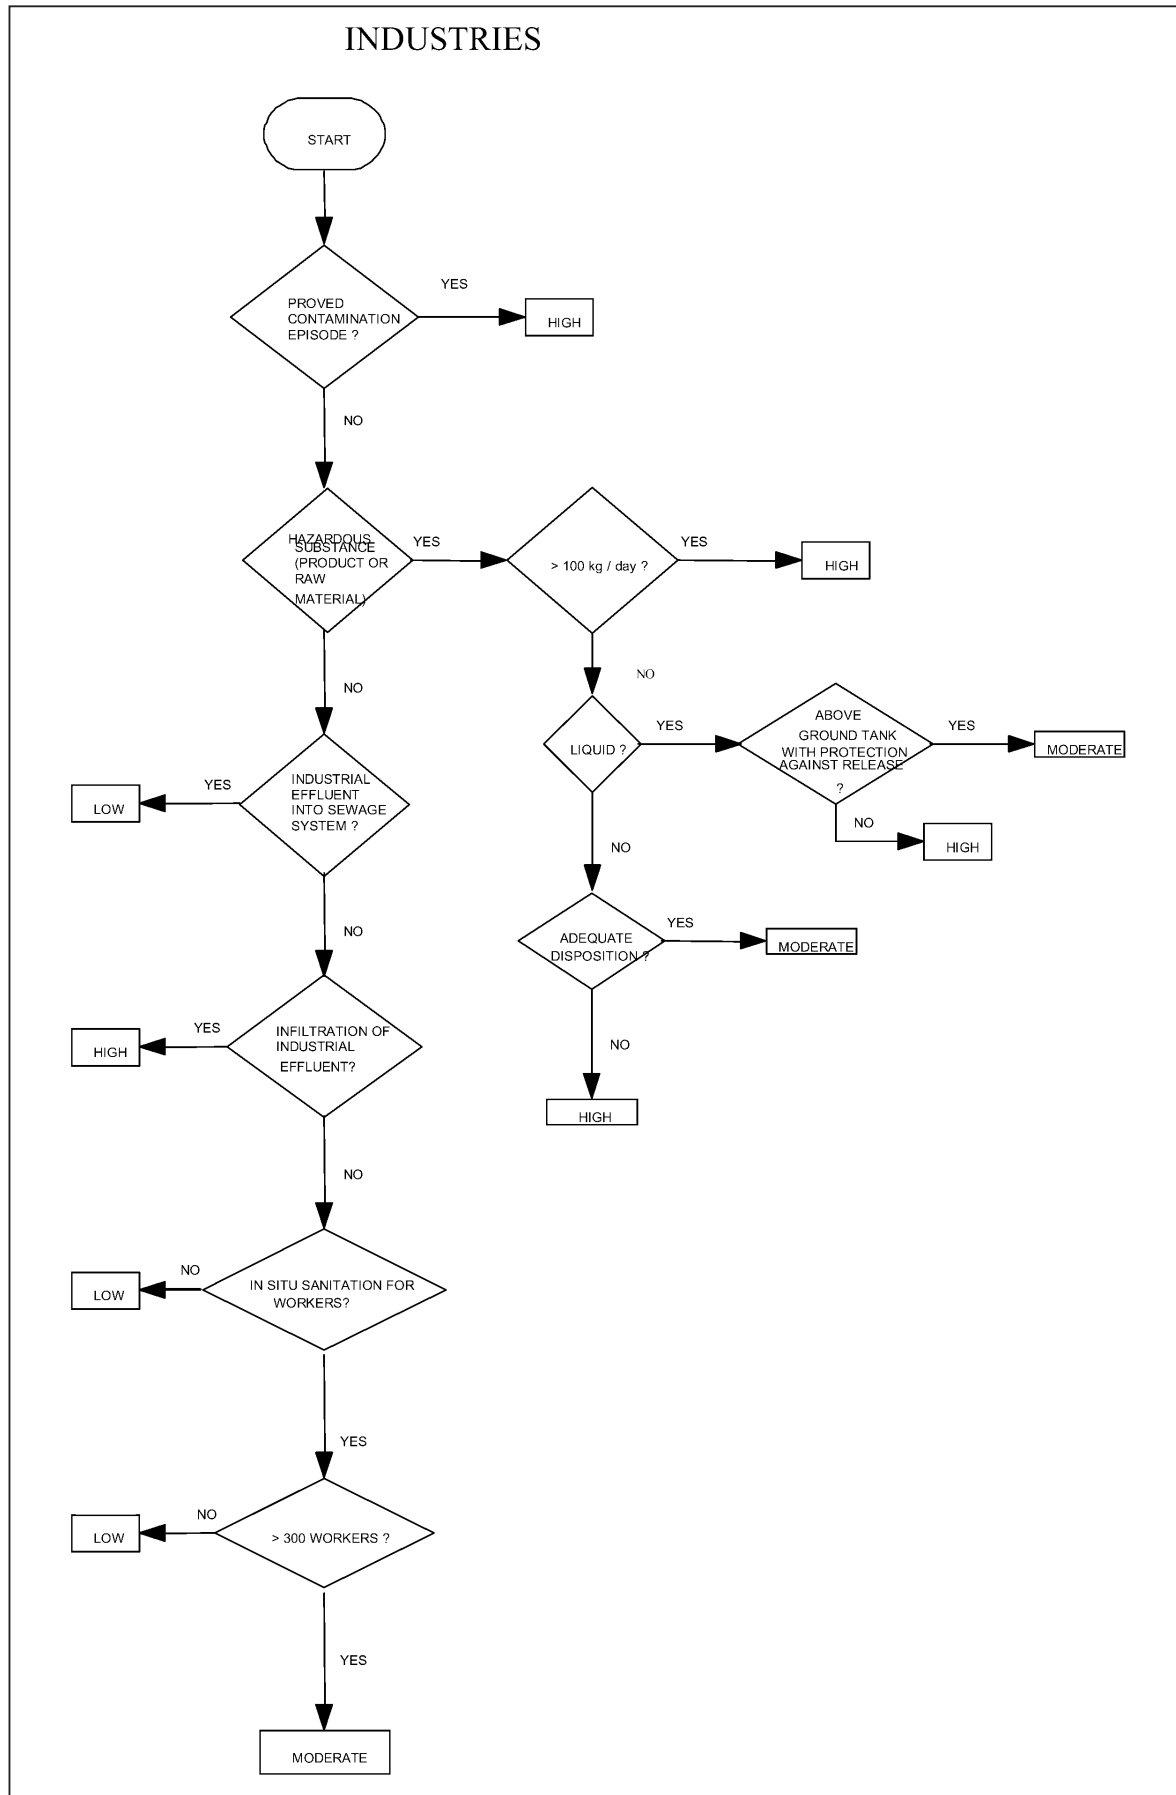 INDUSTRIES
START
YES
PROVED
CONTAMINATION
EPISODE ?
HIGH
NO
HAZARDOUS
SUBSTANCE
(PRODUCT OR
RAW
MATERIAL)
YES
> 100 kg / day ?
YES
HIGH
NO
NO
LIQUID ?
YES
ABOVE
GROUND TANK
WITH PROTECTION
AGAINST RELEASE
?
YES
MODERATE
NO
HIGH
YES
LOW
INDUSTRIAL
EFFLUENT
INTO SEWAGE
SYSTEM ?
NO
NO
ADEQUATE
DISPOSITION ?
YES
MODERATE
NO
HIGH
YES
HIGH
INFILTRATION OF
INDUSTRIAL
EFFLUENT?
NO
NO
LOW
IN SITU SANITATION FOR
WORKERS?
YES
NO
LOW
> 300 WORKERS ?
YES
MODERATE